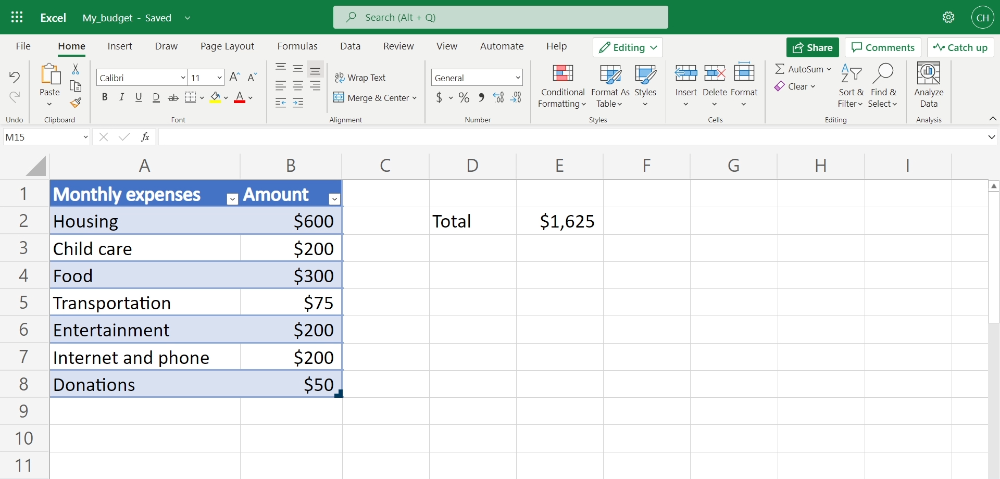 Excel My_budget - Saved Search (Alt + Q) CH
File Home Insert Draw Page Layout Formulas Data Review View Automate Help Editing Share Comments Catch up
Paste
Calibri 11 A^ A˅
B I U D ab A
ab c Wrap Text
Merge & Center
General
$ % 9 .00 .00
Conditional Formatting
Format As Table
Styles
Insert Delete Format
AutoSum
Clear
Sort & Filter
Find & Select
Analyze Data
Undo Clipboard Font Alignment Number Styles Cells Editing Analysis
M15 fx
A B C D E F G H I
1 Monthly expenses Amount
2 Housing $600 Total $1,625
3 Child care $200
4 Food $300
5 Transportation $75
6 Entertainment $200
7 Internet and phone $200
8 Donations $50
9
10
11